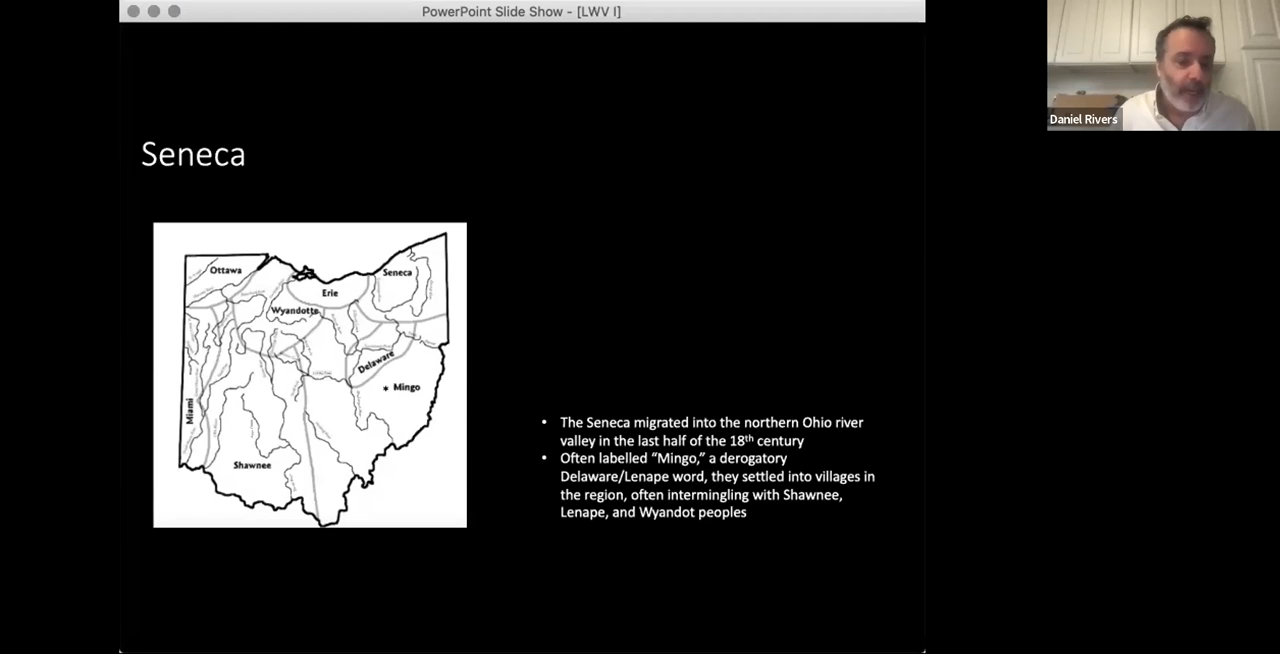 PowerPoint Slide Show - [LWV I]
Daniel Rivers
Seneca
Ottawa
Seneca
Erie
Wyandotte
Delaware
* Mingo
Miami
Shawnee
• The Seneca migrated into the northern Ohio river
valley in the last half of the 18th century
• Often labelled “Mingo,” a derogatory
Delaware/Lenape word, they settled into villages in
the region, often intermingling with Shawnee,
Lenape, and Wyandot peoples